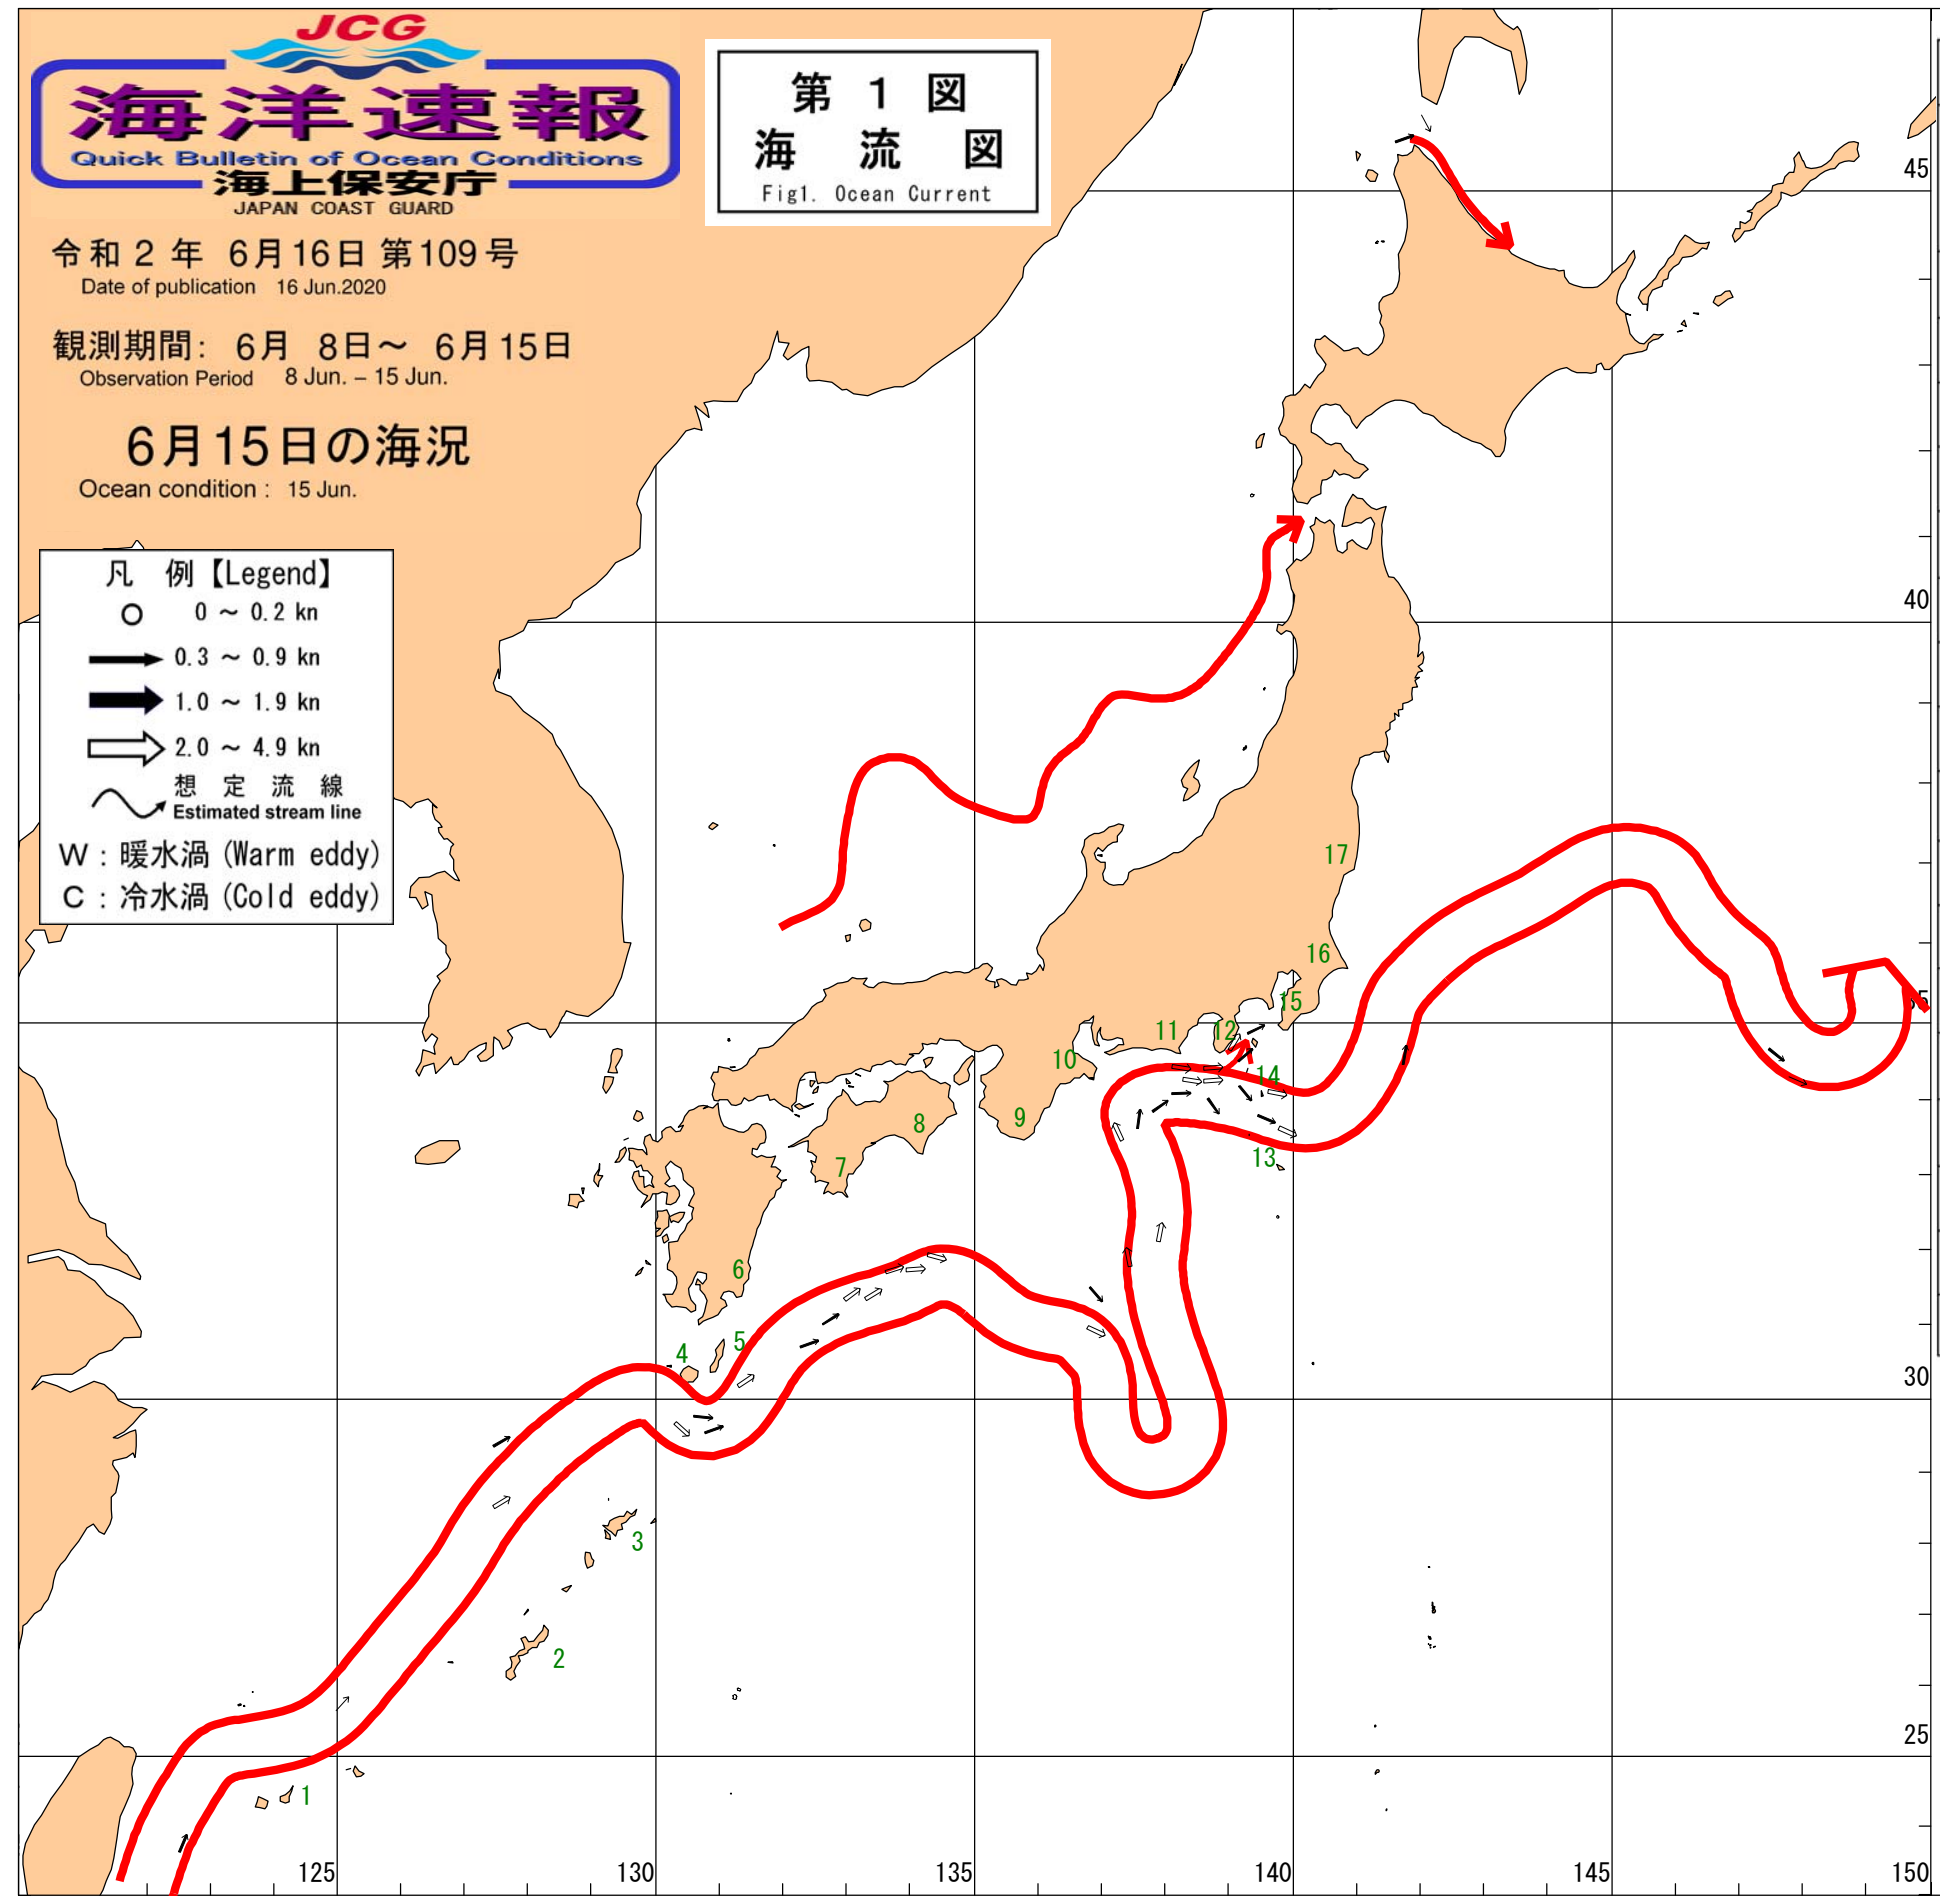 JCG
海洋速報
Quick Bulletin of Ocean Conditions
海上保安庁
JAPAN COAST GUARD
第 1 図
海 流 図
Fig1. Ocean Current
令和 2 年 6月16日 第109号
Date of publication 16 Jun.2020
観測期間: 6月 8日～ 6月15日
Observation Period 8 Jun. – 15 Jun.
6月15日の海況
Ocean condition : 15 Jun.
凡 例【Legend】
0 ～ 0.2 kn
0.3 ～ 0.9 kn
1.0 ～ 1.9 kn
2.0 ～ 4.9 kn
想 定 流 線
Estimated stream line
W : 暖水渦 (Warm eddy)
C : 冷水渦 (Cold eddy)
45
40
17
16
15
35
12
11
10
14
9
8
13
7
6
5
4
30
3
2
25
1
125
130
135
140
145
150